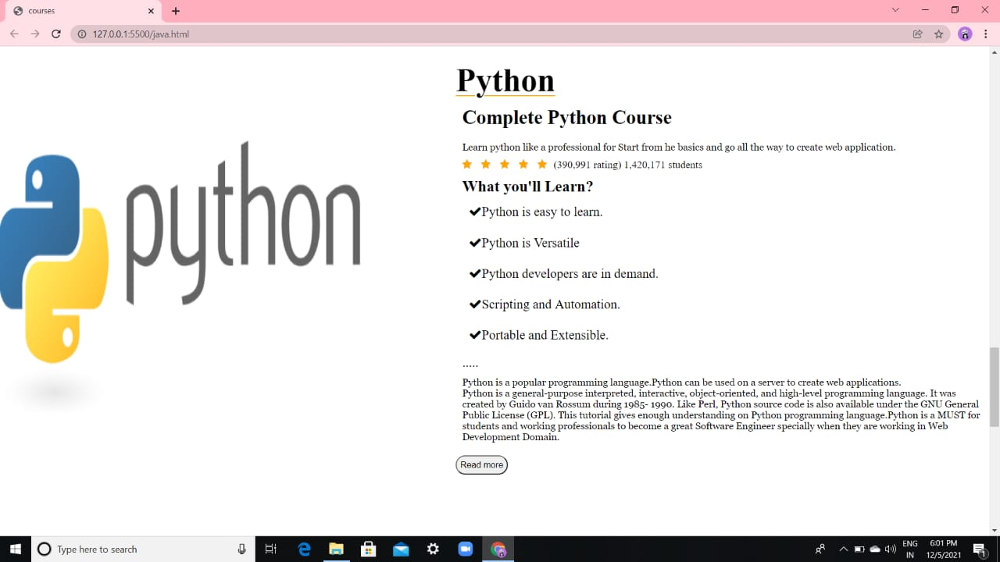 courses
127.0.0.1:5500/java.html
Python
Complete Python Course
Learn python like a professional for Start from he basics and go all the way to create web application.
(390,991 rating) 1,420,171 students
What you'll Learn?
python
✔Python is easy to learn.
✔Python is Versatile
✔Python developers are in demand.
✔Scripting and Automation.
✔Portable and Extensible.
.....
Python is a popular programming language.Python can be used on a server to create web applications.
Python is a general-purpose interpreted, interactive, object-oriented, and high-level programming language. It was
created by Guido van Rossum during 1985- 1990. Like Perl, Python source code is also available under the GNU General
Public License (GPL). This tutorial gives enough understanding on Python programming language.Python is a MUST for
students and working professionals to become a great Software Engineer specially when they are working in Web
Development Domain.
Read more
Type here to search
ENG
IN
6:01 PM
12/5/2021
1